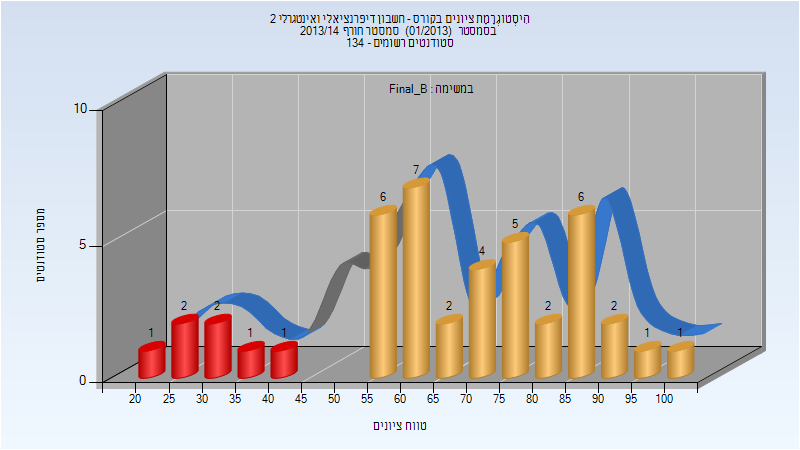 היסטוגרמת ציונים בקורס - חשבון דיפרנציאלי ואינטגרלי 2
בסמסטר (01/2013) סמסטר חורף 2013/14
סטודנטים רשומים - 134
במשימה : Final_B
מספר סטודנטים
10
5
0
1
2
2
1
1
6
7
2
4
5
2
6
2
1
1
20 25 30 35 40 45 50 55 60 65 70 75 80 85 90 95 100
טווח ציונים